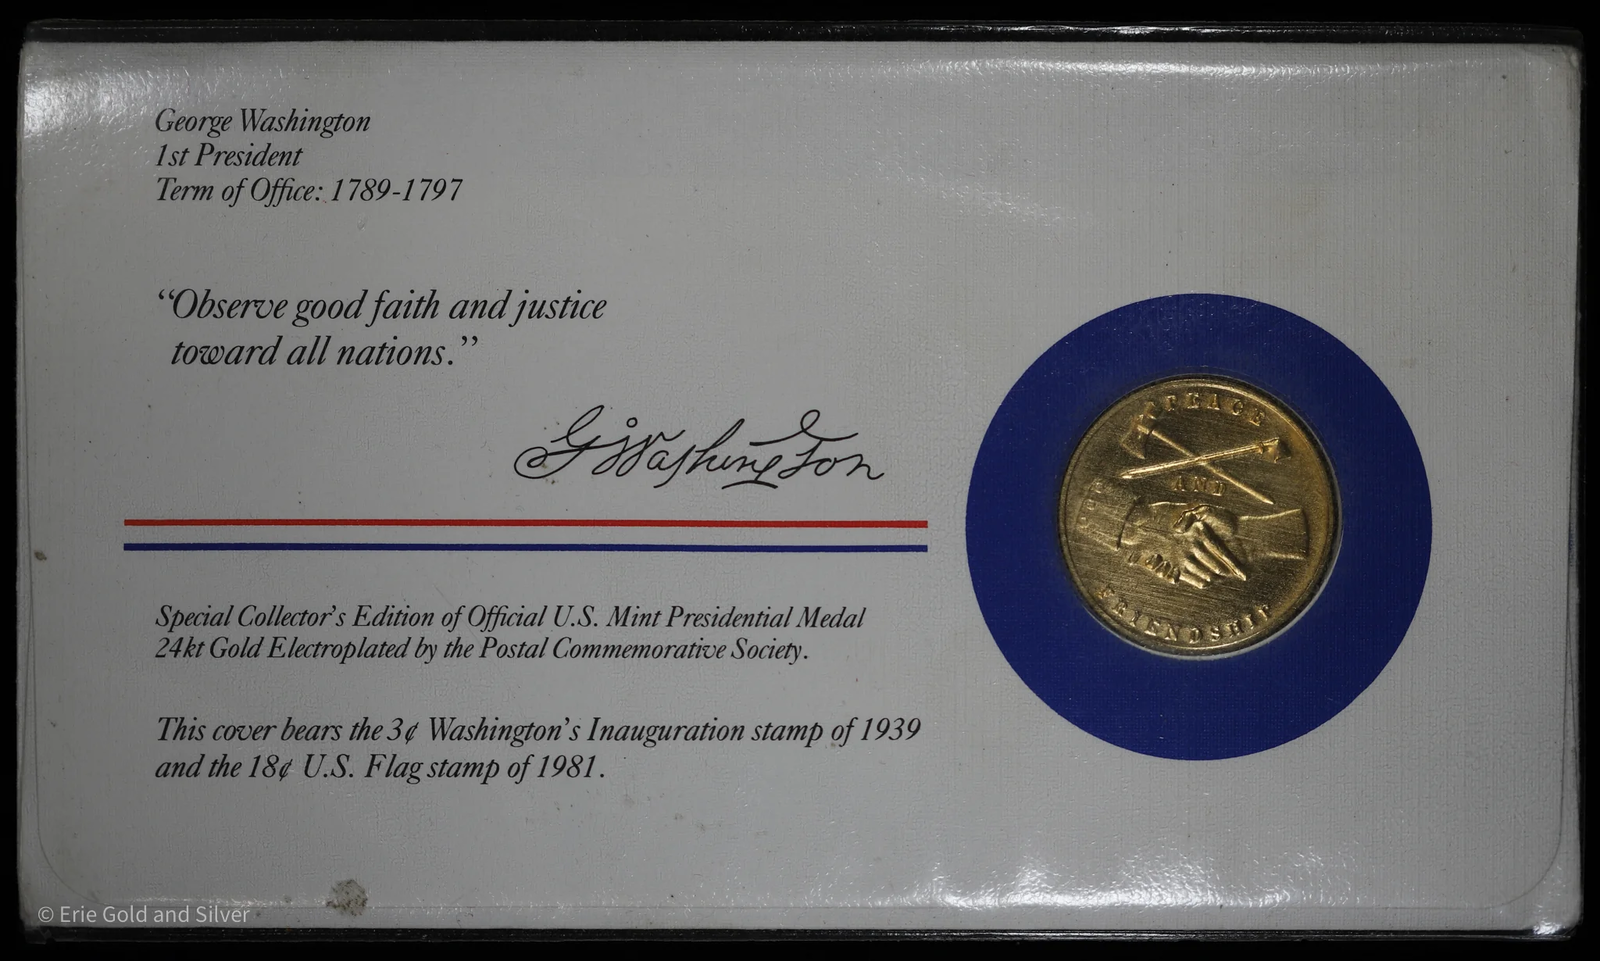 George Washington
1st President
Term of Office: 1789-1797
“Observe good faith and justice
toward all nations.”
G Washington
Special Collector's Edition of Official U.S. Mint Presidential Medal
24kt Gold Electroplated by the Postal Commemorative Society.
This cover bears the 3¢ Washington's Inauguration stamp of 1939
and the 18¢ U.S. Flag stamp of 1981.
PEACE
AND
FRIENDSHIP
© Erie Gold and Silver